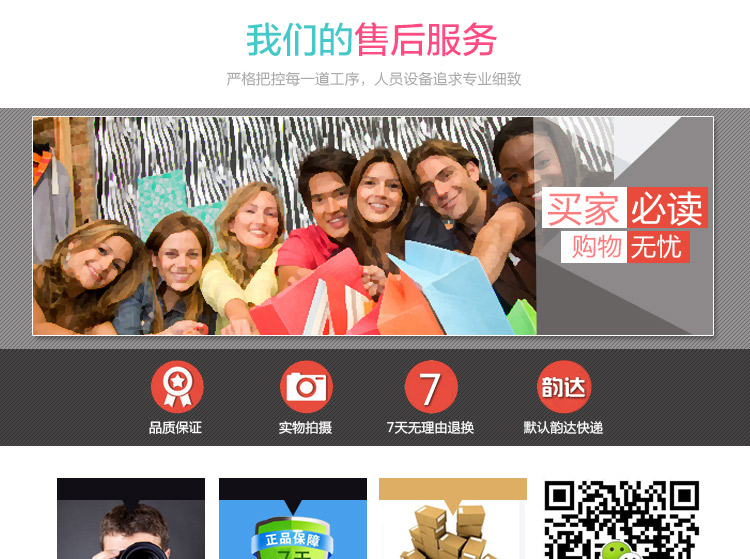 我们的售后服务
严格把控每一道工序，人员设备追求专业细致
买家必读
购物无忧
7
韵达
品质保证
实物拍摄
7天无理由退换
默认韵达快递
正品保障
7天